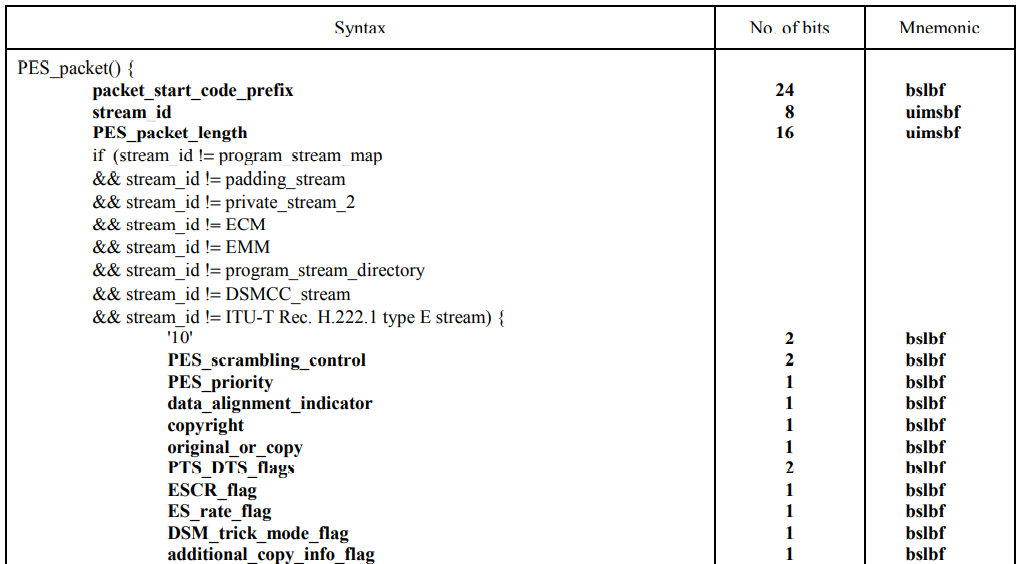 Syntax No. of bits Mnemonic
PES_packet() {
packet_start_code_prefix 24 bslbf
stream_id 8 uimsbf
PES_packet_length 16 uimsbf
if (stream_id != program_stream_map
&& stream_id != padding_stream
&& stream_id != private_stream_2
&& stream_id != ECM
&& stream_id != EMM
&& stream_id != program_stream_directory
&& stream_id != DSMCC_stream
&& stream_id != ITU-T Rec. H.222.1 type E stream) {
'10' 2 bslbf
PES_scrambling_control 2 bslbf
PES_priority 1 bslbf
data_alignment_indicator 1 bslbf
copyright 1 bslbf
original_or_copy 1 bslbf
PTS_DTS_flags 2 bslbf
ESCR_flag 1 bslbf
ES_rate_flag 1 bslbf
DSM_trick_mode_flag 1 bslbf
additional_copy_info_flag 1 bslbf